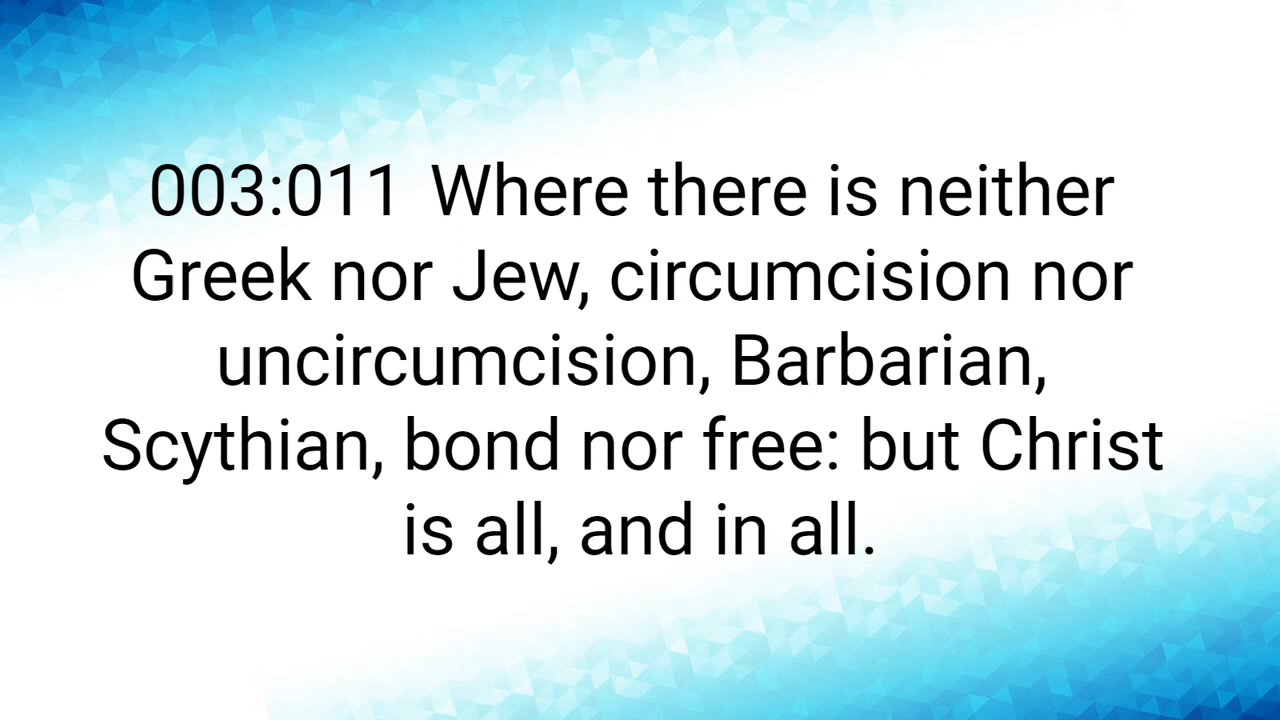 003:011 Where there is neither
Greek nor Jew, circumcision nor
uncircumcision, Barbarian,
Scythian, bond nor free: but Christ
is all, and in all.